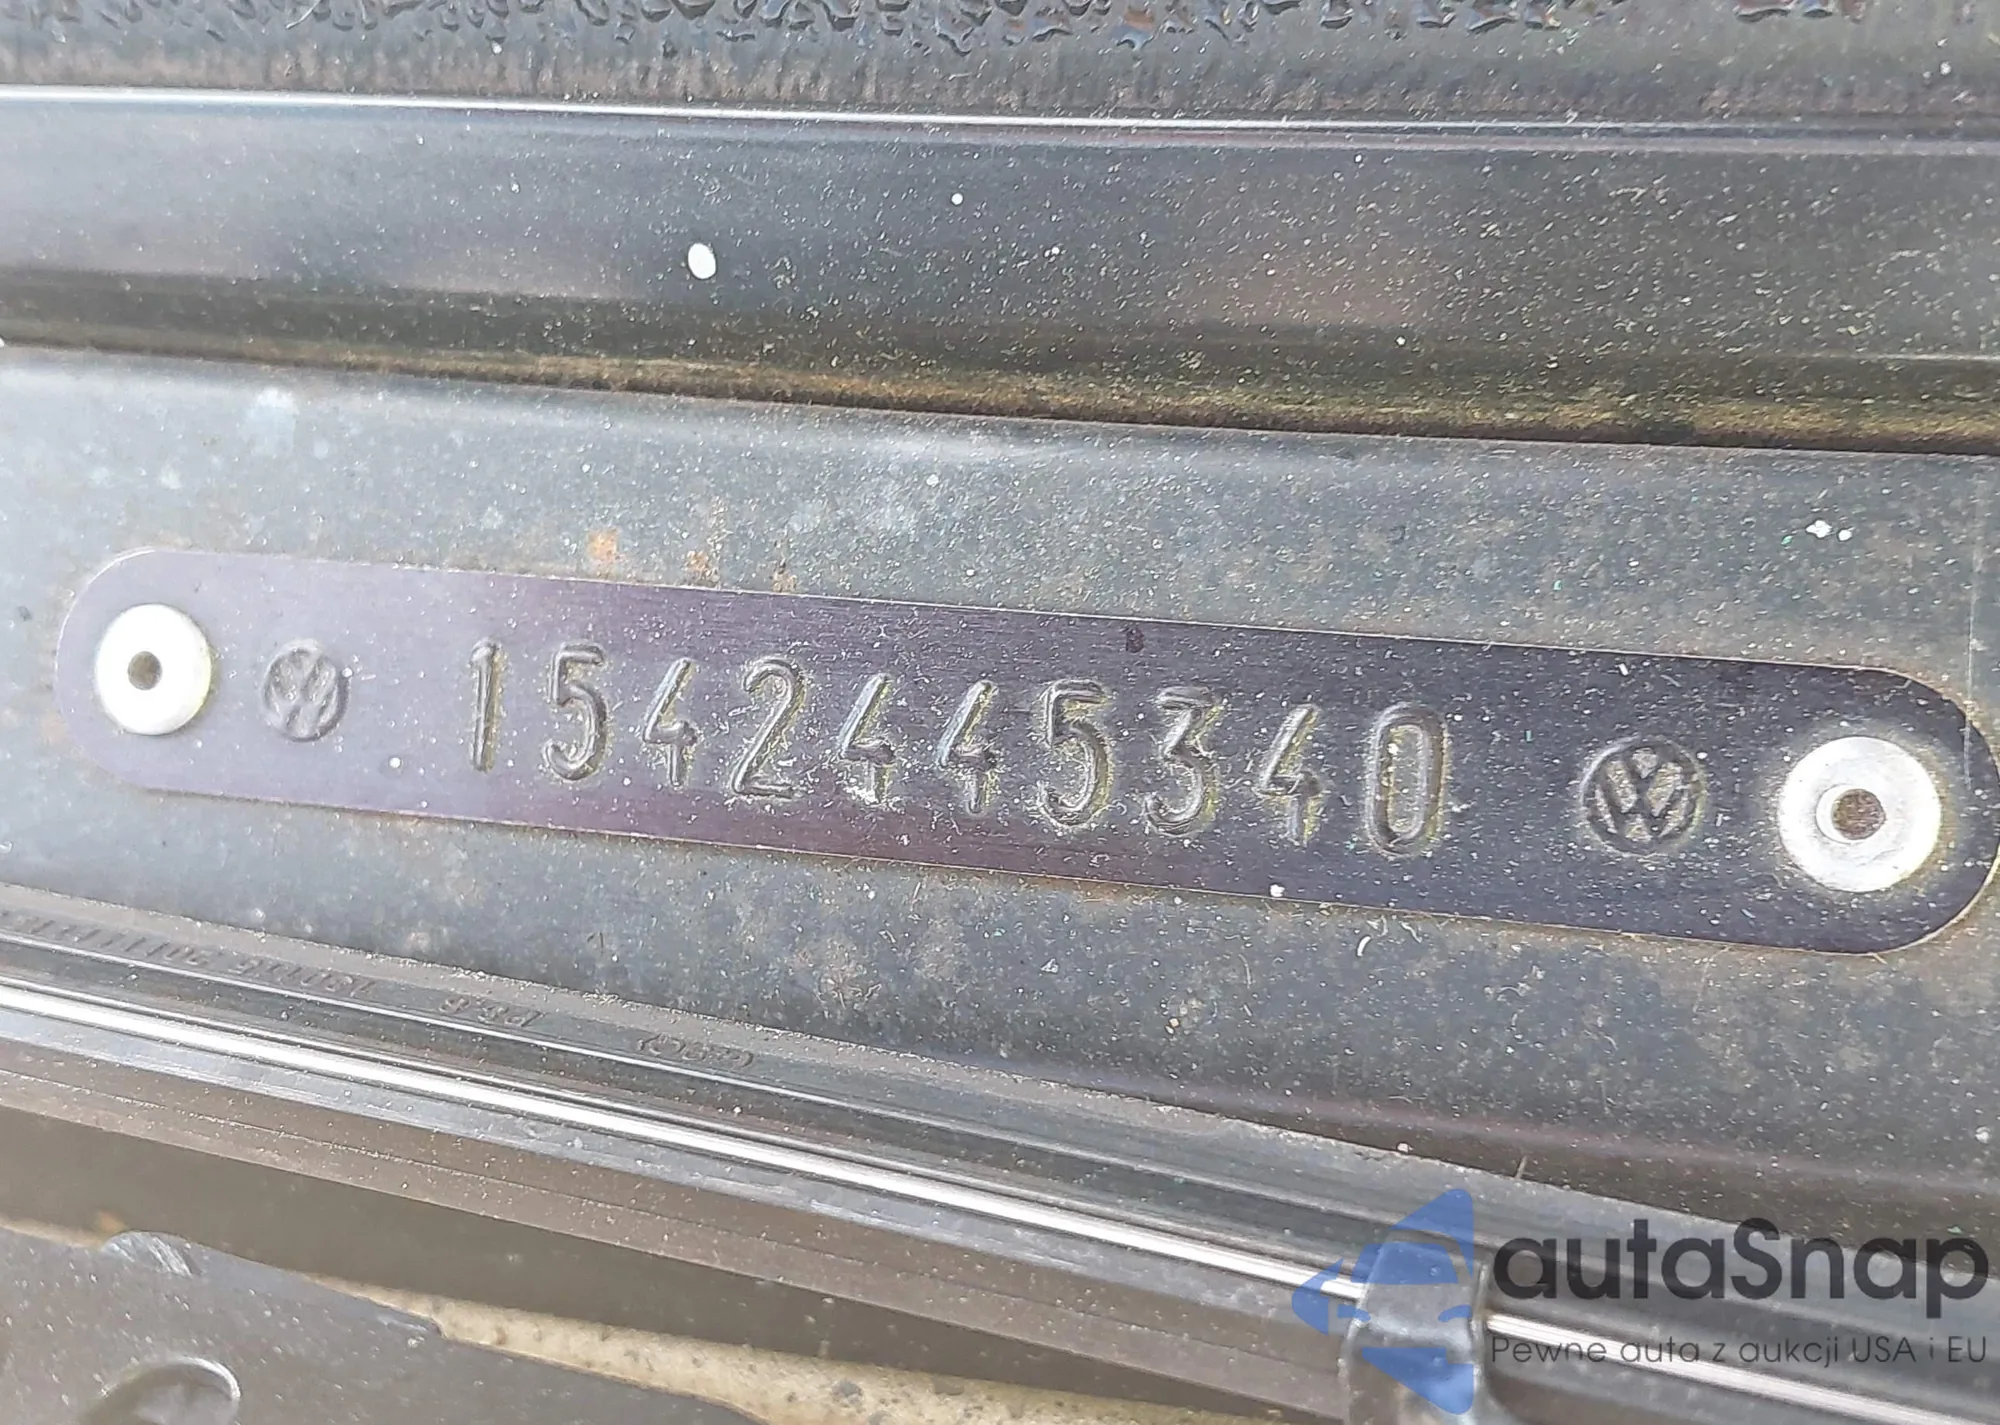 1542445340
autaSnap
Pewne auta z aukcji USA i EU